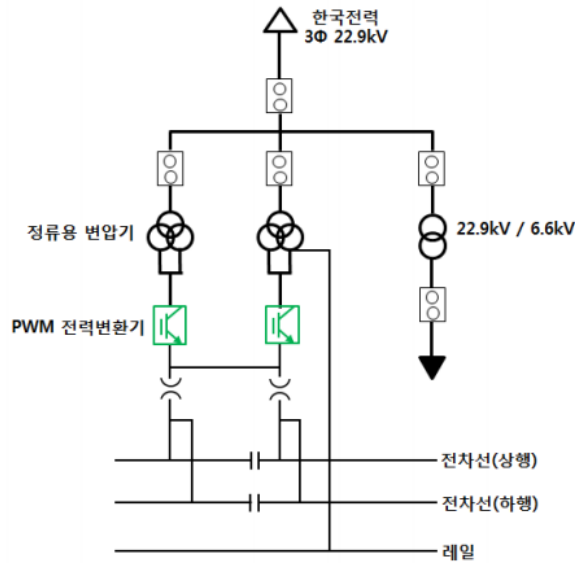 한국전력
3Φ 22.9kV
정류용 변압기
22.9kV / 6.6kV
PWM 전력변환기
전차선(상행)
전차선(하행)
레일